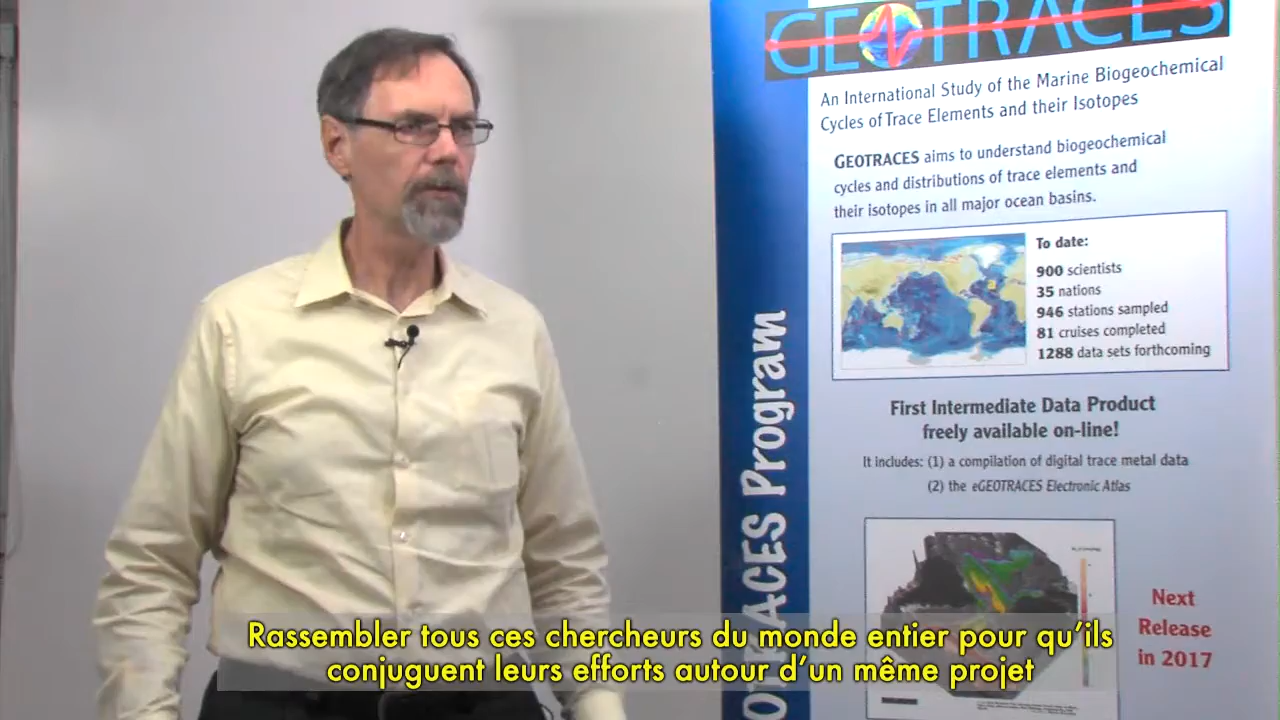 GEOTRACES
An International Study of the Marine Biogeochemical
Cycles of Trace Elements and their Isotopes
GEOTRACES aims to understand biogeochemical
cycles and distributions of trace elements and
their isotopes in all major ocean basins.
To date:
900 scientists
35 nations
946 stations sampled
81 cruises completed
1288 data sets forthcoming
First Intermediate Data Product
freely available on-line!
It includes: (1) a compilation of digital trace metal data
(2) the eGEOTRACES Electronic Atlas
Next
Release
in 2017
OTRACES Program
Rassembler tous ces chercheurs du monde entier pour qu’ils
conjuguent leurs efforts autour d’un même projet